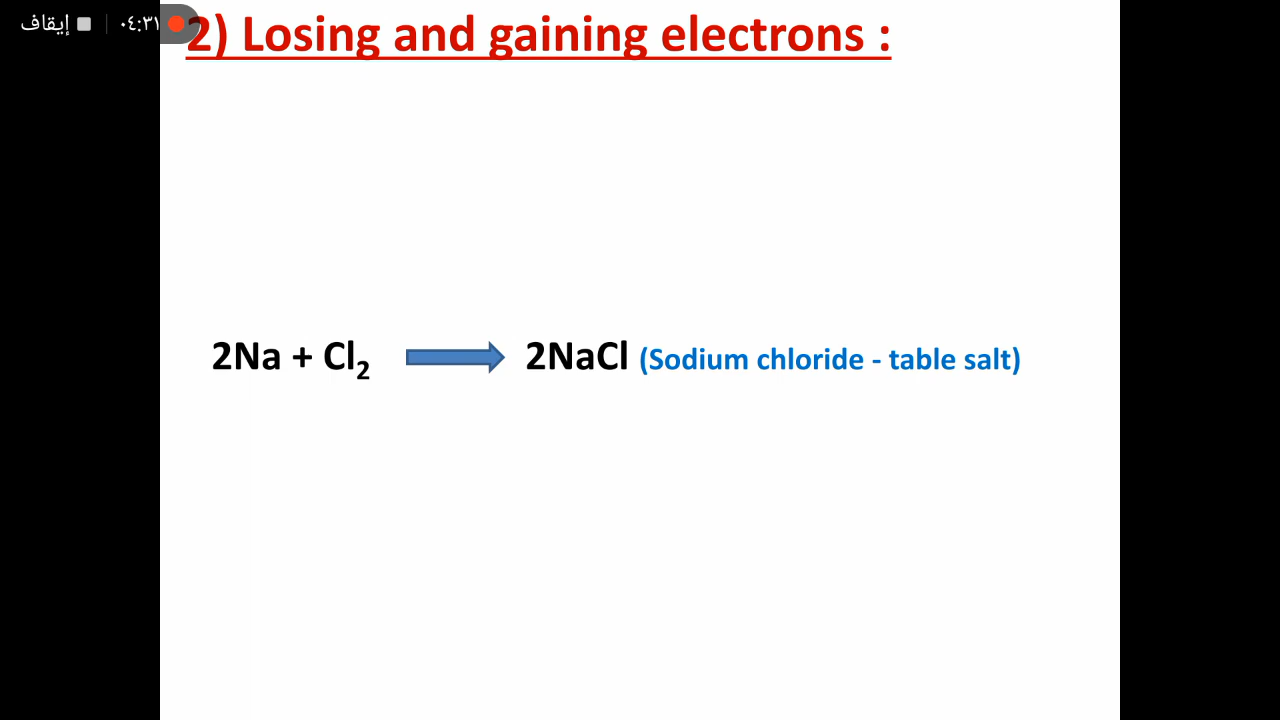 إيقاف ٠٤:٣١
2) Losing and gaining electrons :
2Na + Cl₂ 2NaCl (Sodium chloride - table salt)